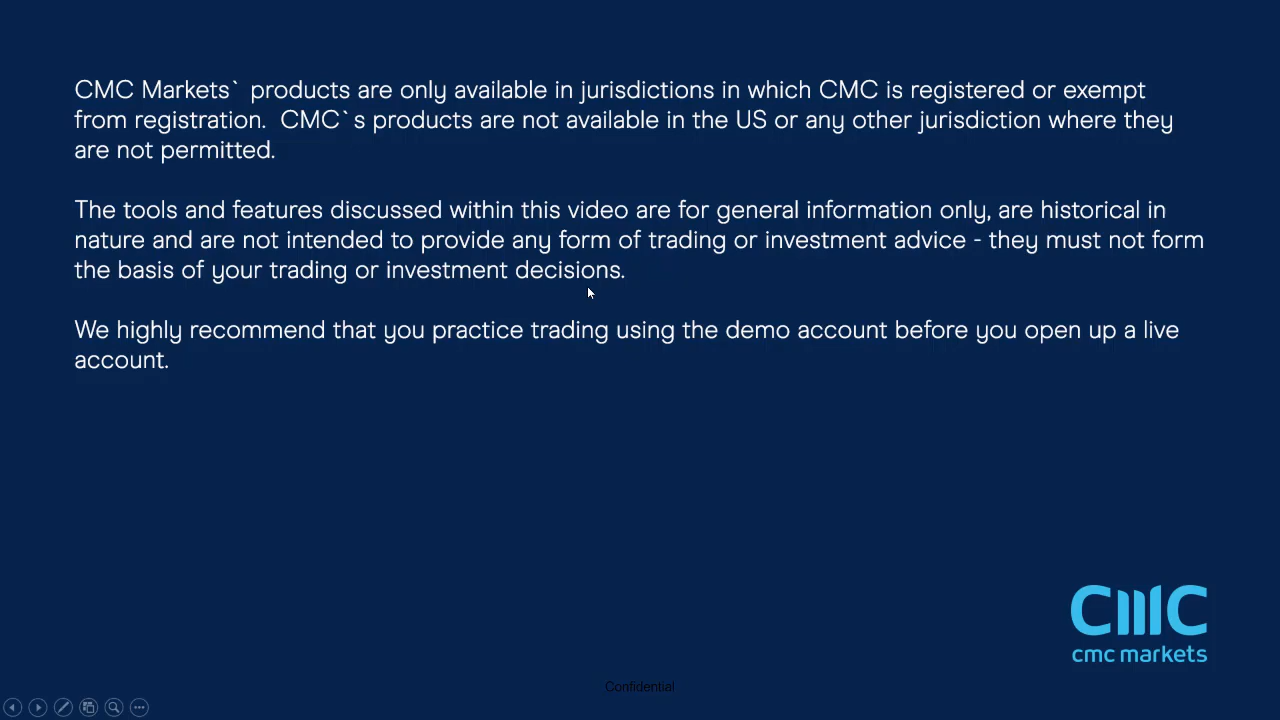 CMC Markets` products are only available in jurisdictions in which CMC is registered or exempt
from registration.  CMC`s products are not available in the US or any other jurisdiction where they
are not permitted.
The tools and features discussed within this video are for general information only, are historical in
nature and are not intended to provide any form of trading or investment advice - they must not form
the basis of your trading or investment decisions.
We highly recommend that you practice trading using the demo account before you open up a live
account.
cmc
cmc markets
Confidential